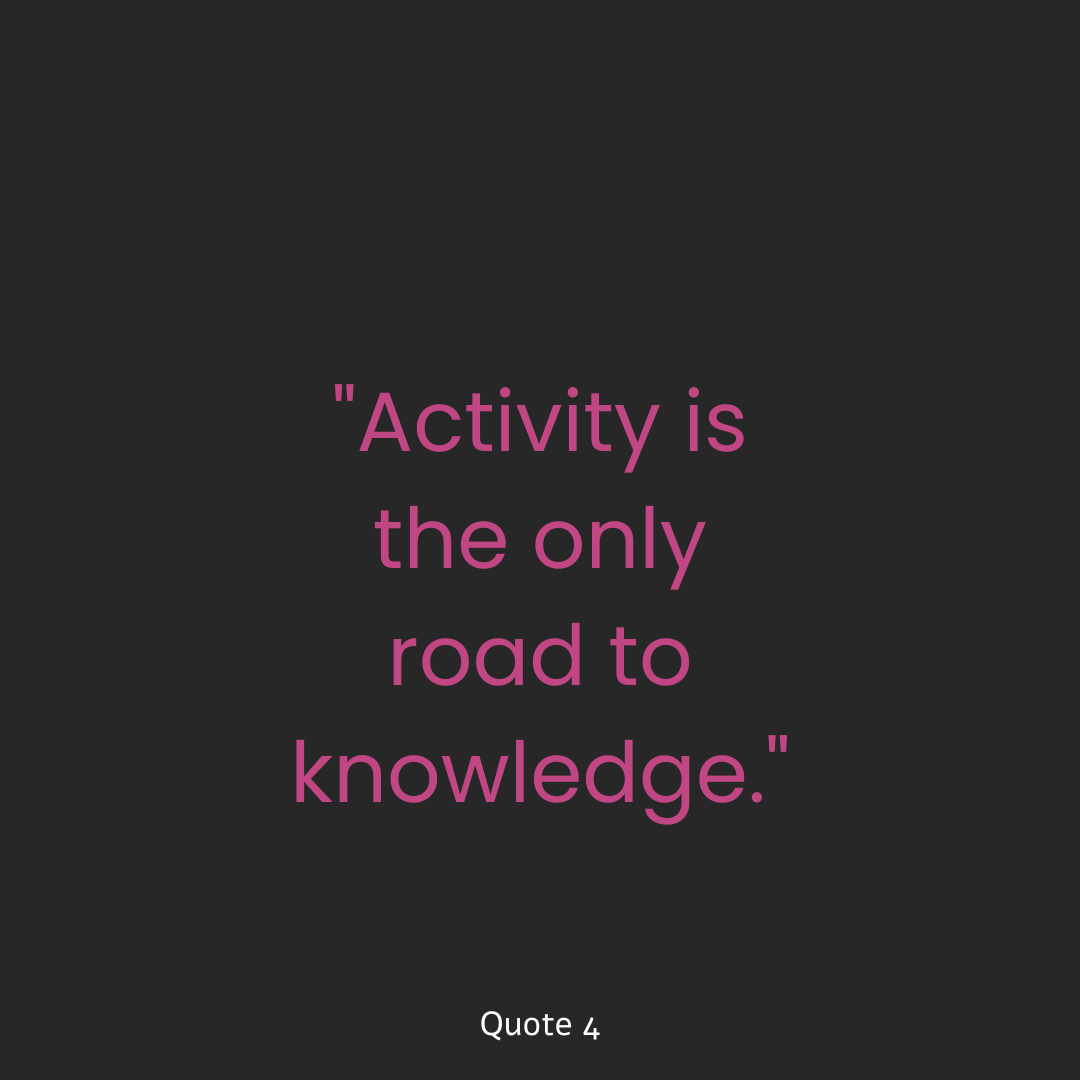 "Activity is
the only
road to
knowledge."
Quote 4